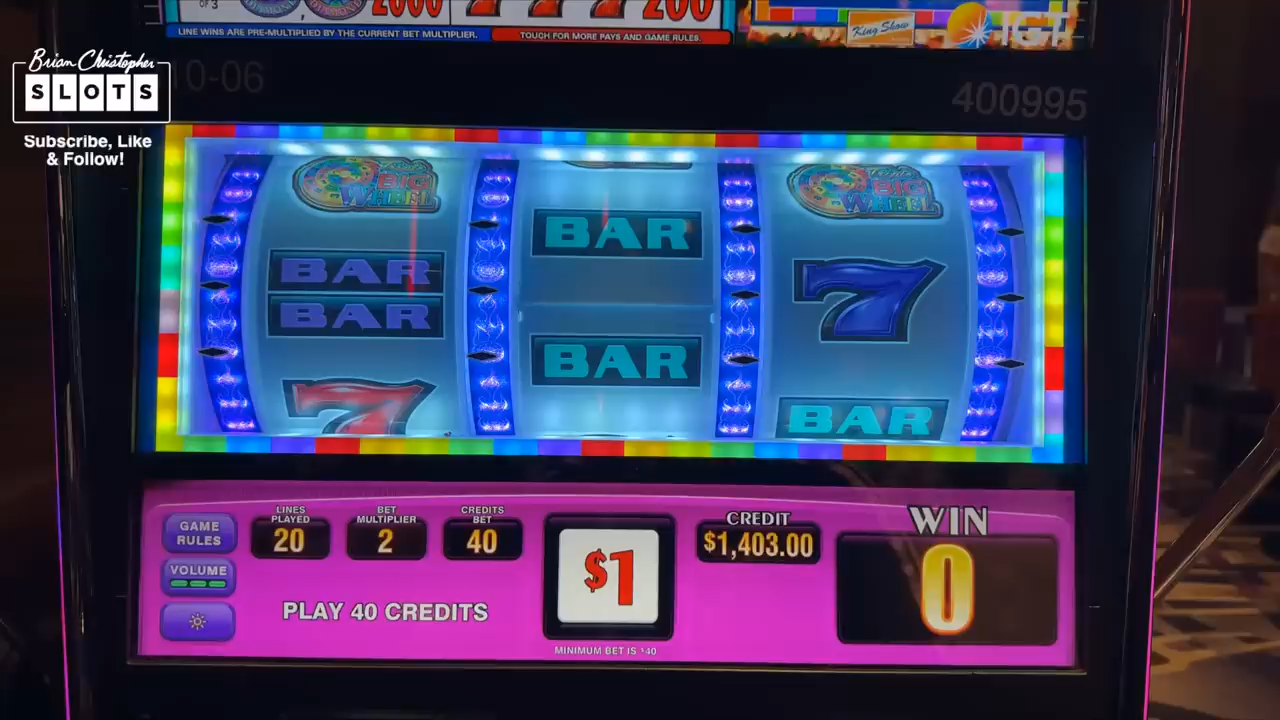 OF 3
2000
200
LINE WINS ARE PRE-MULTIPLIED BY THE CURRENT BET MULTIPLIER.
TOUCH FOR MORE PAYS AND GAME RULES.
King Show
IGT
Brian Christopher
SLOTS
Subscribe, Like
& Follow!
10-06
400995
BIG
WHEEL
BIG
WHEEL
BAR
BAR
7
BAR
BAR
7
BAR
LINES
PLAYED
20
BET
MULTIPLIER
2
CREDITS
BET
40
GAME
RULES
VOLUME
PLAY 40 CREDITS
$1
MINIMUM BET IS $40
CREDIT
$1,403.00
WIN
0